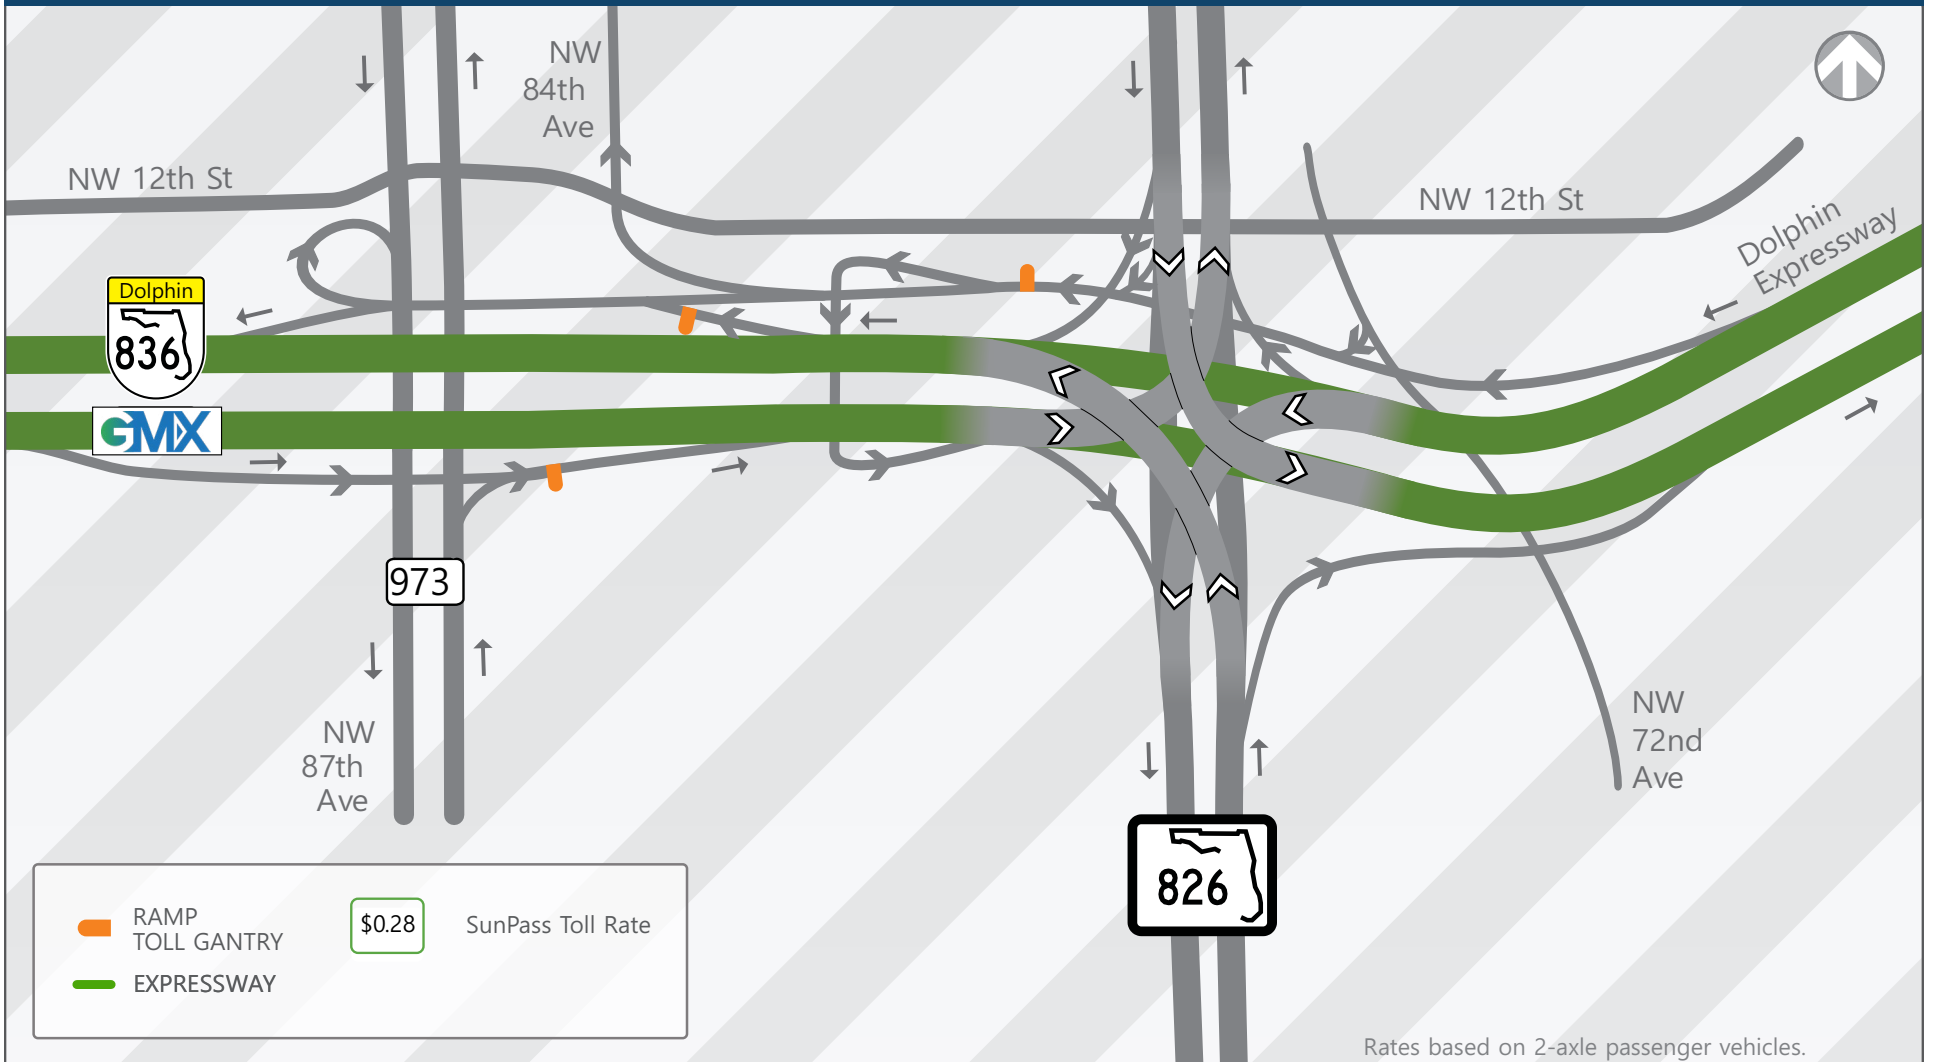 NW
84th
Ave
NW 12th St
NW 12th St
Dolphin
Expressway
Dolphin
836
GMX
973
NW
87th
Ave
NW
72nd
Ave
826
RAMP
TOLL GANTRY
$0.28
SunPass Toll Rate
EXPRESSWAY
Rates based on 2-axle passenger vehicles.